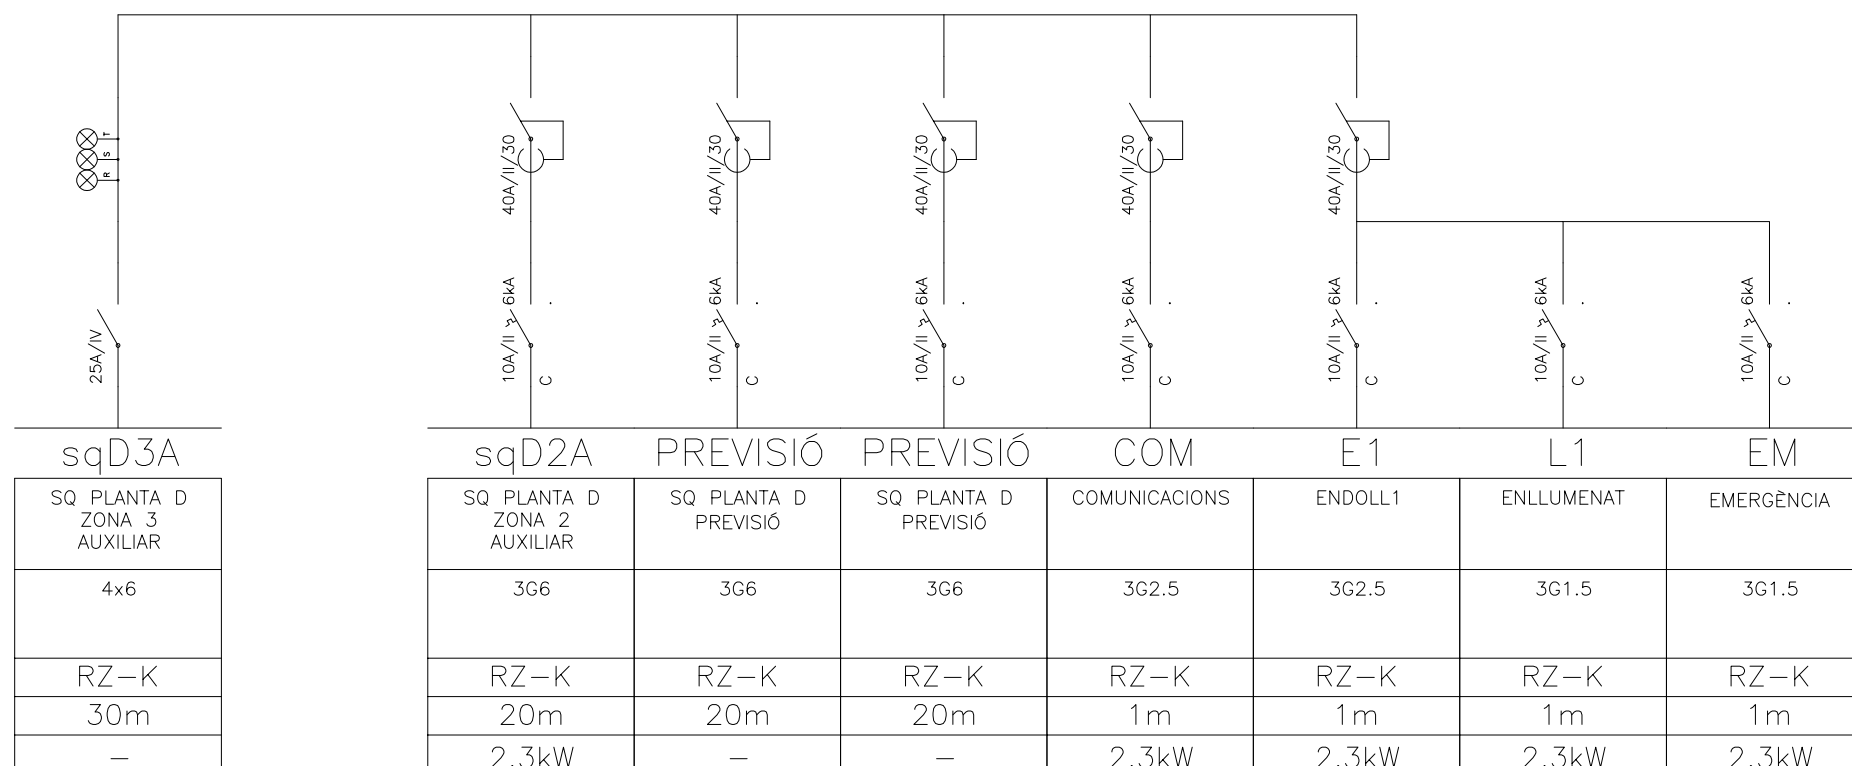 T
S
R
40A/II/30
40A/II/30
40A/II/30
40A/II/30
40A/II/30
25A/IV
10A/II 6kA
C
10A/II 6kA
C
10A/II 6kA
C
10A/II 6kA
C
10A/II 6kA
C
10A/II 6kA
C
10A/II 6kA
C
sqD3A
sqD2A
PREVISIÓ
PREVISIÓ
COM
E1
L1
EM
SQ PLANTA D
ZONA 3
AUXILIAR
SQ PLANTA D
ZONA 2
AUXILIAR
SQ PLANTA D
PREVISIÓ
SQ PLANTA D
PREVISIÓ
COMUNICACIONS
ENDOLL1
ENLLUMENAT
EMERGÈNCIA
4x6
3G6
3G6
3G6
3G2.5
3G2.5
3G1.5
3G1.5
RZ-K
RZ-K
RZ-K
RZ-K
RZ-K
RZ-K
RZ-K
RZ-K
30m
20m
20m
20m
1m
1m
1m
1m
-
2.3kW
-
-
2.3kW
2.3kW
2.3kW
2.3kW